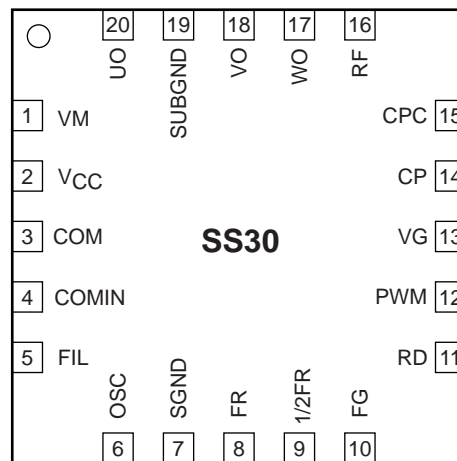 20 19 18 17 16
UO SUBGND VO WO RF
1 VM CPC 15
2 VCC CP 14
3 COM SS30 VG 13
4 COMIN PWM 12
5 FIL RD 11
OSC SGND FR 1/2FR FG
6 7 8 9 10